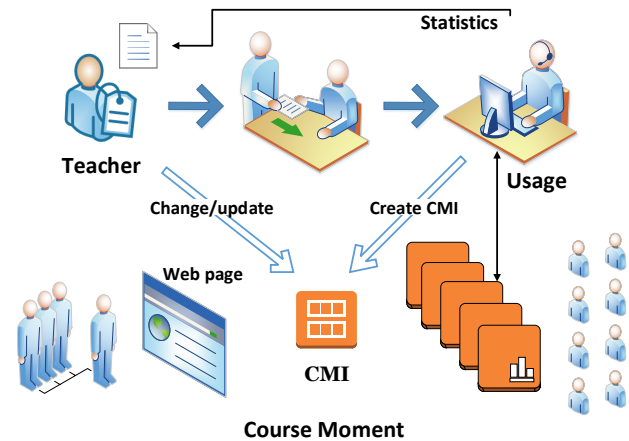 Statistics
Teacher
Usage
Change/update
Create CMI
Web page
CMI
Course Moment